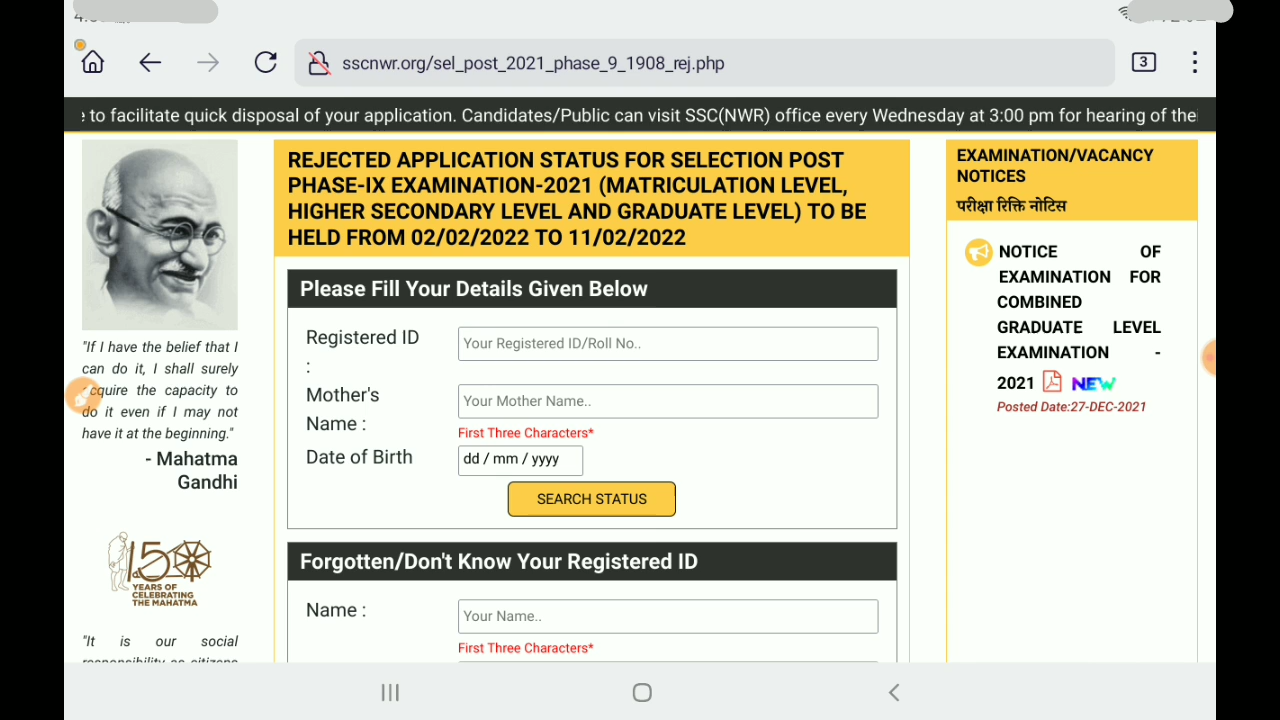 3
sscnwr.org/sel_post_2021_phase_9_1908_rej.php
to facilitate quick disposal of your application. Candidates/Public can visit SSC(NWR) office every Wednesday at 3:00 pm for hearing of thei
"If I have the belief that I
can do it, I shall surely
acquire the capacity to
do it even if I may not
have it at the beginning."
- Mahatma
Gandhi
150
YEARS OF
CELEBRATING
THE MAHATMA
"It is our social
responsibility as citizens
REJECTED APPLICATION STATUS FOR SELECTION POST
PHASE-IX EXAMINATION-2021 (MATRICULATION LEVEL,
HIGHER SECONDARY LEVEL AND GRADUATE LEVEL) TO BE
HELD FROM 02/02/2022 TO 11/02/2022
Please Fill Your Details Given Below
Registered ID
:
Your Registered ID/Roll No..
Mother's
Name :
Your Mother Name..
First Three Characters*
Date of Birth
dd / mm / yyyy
SEARCH STATUS
Forgotten/Don't Know Your Registered ID
Name :
Your Name..
First Three Characters*
EXAMINATION/VACANCY
NOTICES
परीक्षा रिक्ति नोटिस
NOTICE OF
EXAMINATION FOR
COMBINED
GRADUATE LEVEL
EXAMINATION -
2021 NEW
Posted Date:27-DEC-2021